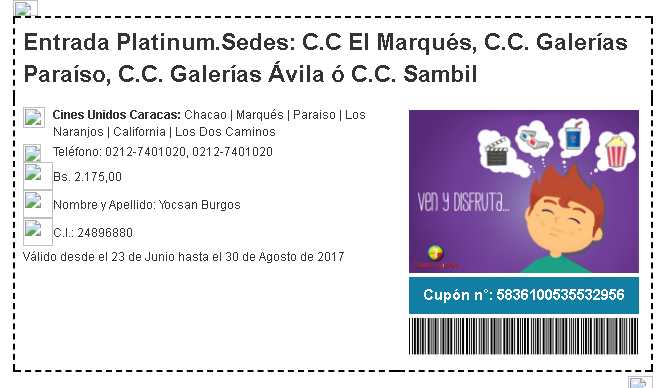 Entrada Platinum.Sedes: C.C El Marqués, C.C. Galerías
Paraíso, C.C. Galerías Ávila ó C.C. Sambil
Cines Unidos Caracas: Chacao | Marqués | Paraiso | Los
Naranjos | California | Los Dos Caminos
Teléfono: 0212-7401020, 0212-7401020
Bs. 2.175,00
Nombre y Apellido: Yocsan Burgos
C.I.: 24896880
Válido desde el 23 de Junio hasta el 30 de Agosto de 2017
VEN Y DISFRUTA...
Cupón n°: 5836100535532956